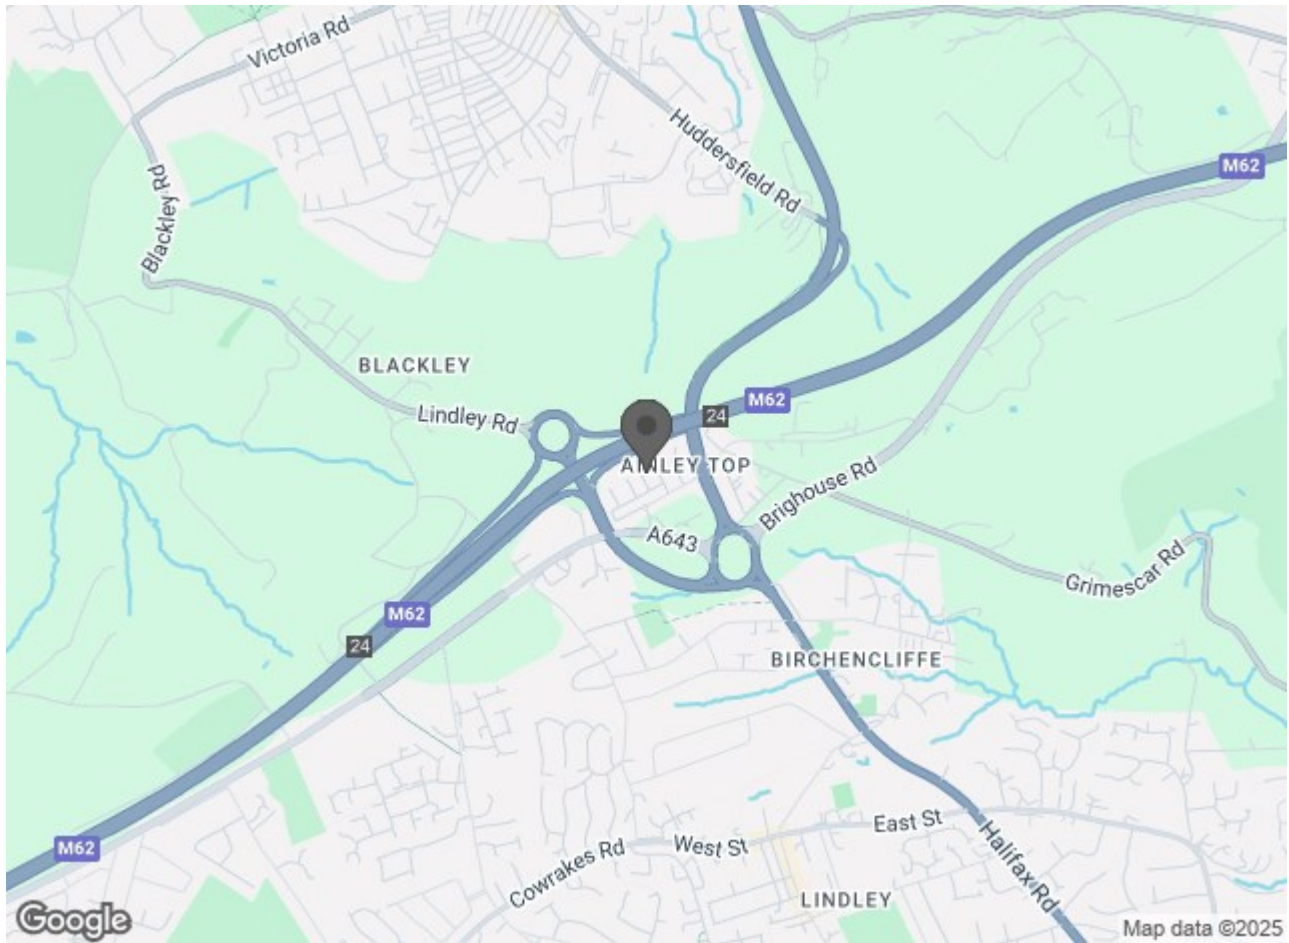 Victoria Rd
Huddersfield Rd
M62
Blackley Rd
BLACKLEY
M62
24
Lindley Rd
AINLEY TOP
Brighouse Rd
A643
Grimescar Rd
M62
24
BIRCHENCLIFFE
East St
M62
West St
Cowrakes Rd
Halifax Rd
LINDLEY
Google
Map data ©2025